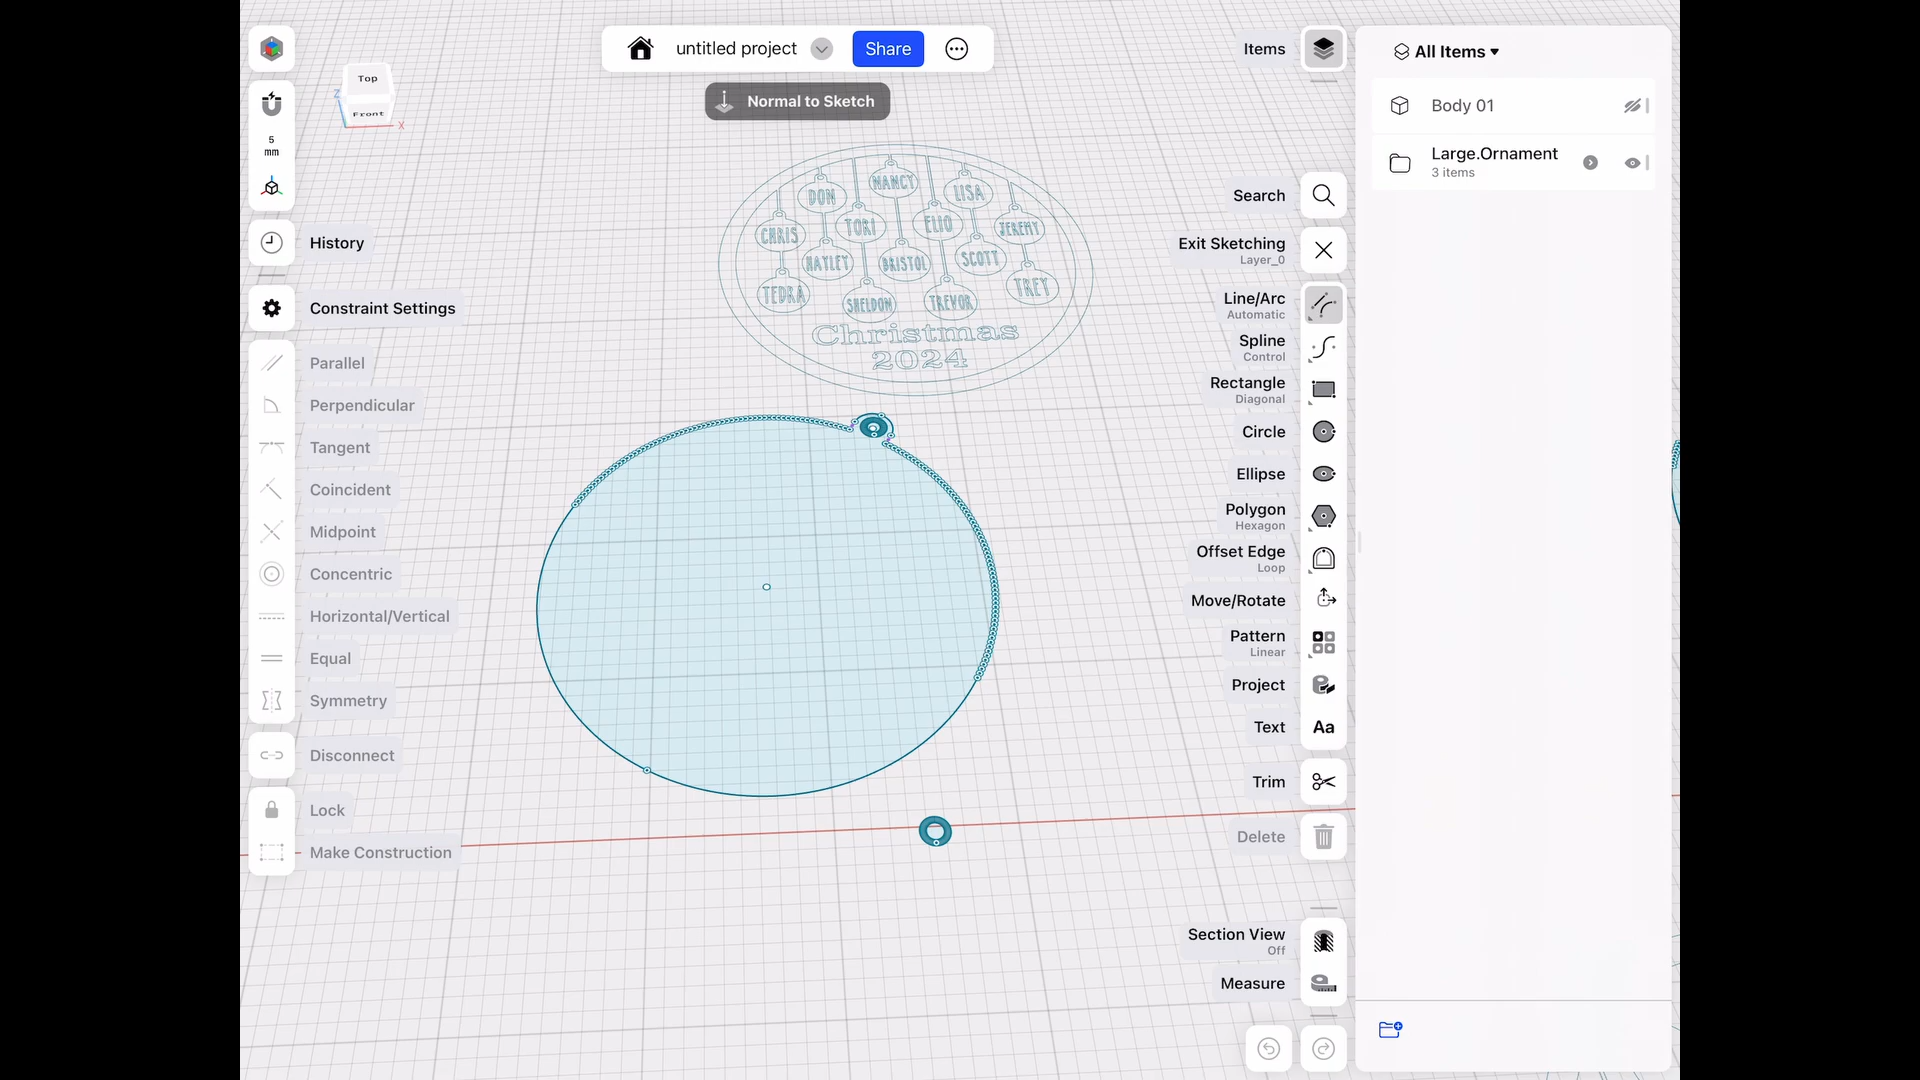 untitled project
Share
Items
All Items
Top
Front
Z
X
Normal to Sketch
5
mm
Body 01
Large.Ornament
3 items
Search
History
Exit Sketching
Layer_0
Constraint Settings
Line/Arc
Automatic
Parallel
Spline
Control
Perpendicular
Rectangle
Diagonal
Tangent
Circle
Coincident
Ellipse
Midpoint
Polygon
Hexagon
Concentric
Offset Edge
Loop
Horizontal/Vertical
Move/Rotate
Equal
Pattern
Linear
Symmetry
Project
Disconnect
Text
Aa
Lock
Trim
Make Construction
Delete
Section View
Off
Measure
DON
NANCY
LISA
CHRIS
TORI
ELIO
JEREMY
HATLEY
BRISTOL
SCOTT
TEDRA
SHELDON
TREVOR
TREY
Christmas
2024